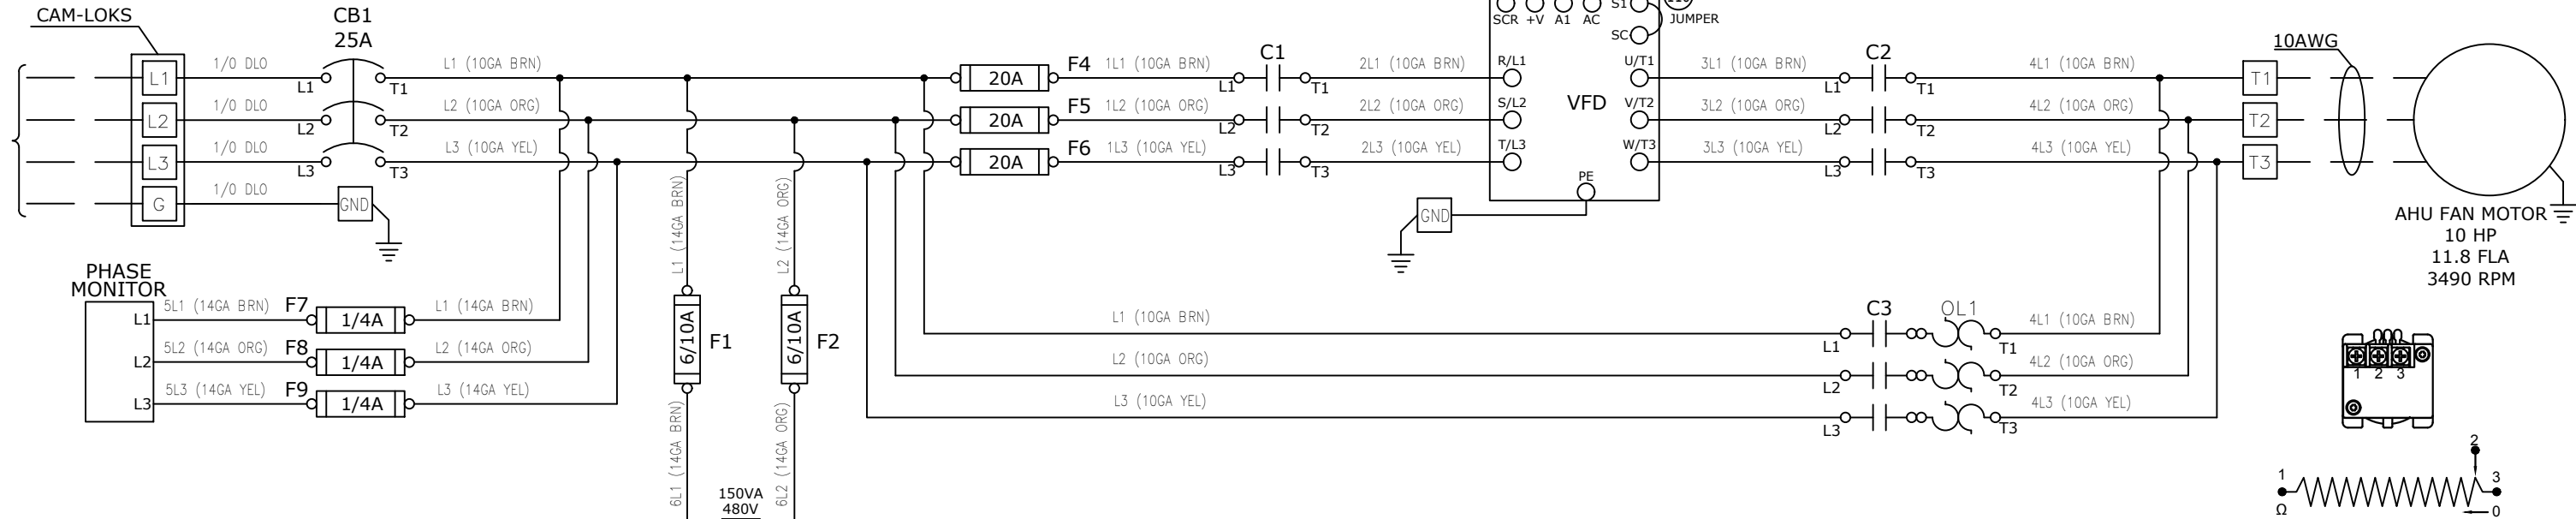 CAM-LOKS
CB1
25A
L1
L2
L3
G
1/0 DLO
1/0 DLO
1/0 DLO
1/0 DLO
L1
L2
L3
T1
T2
T3
GND
L1 (10GA BRN)
L2 (10GA ORG)
L3 (10GA YEL)
PHASE
MONITOR
L1
L2
L3
5L1 (14GA BRN)
5L2 (14GA ORG)
5L3 (14GA YEL)
F7
F8
F9
1/4A
1/4A
1/4A
L1 (14GA BRN)
L2 (14GA ORG)
L3 (14GA YEL)
L1 (14GA BRN)
L2 (14GA ORG)
6/10A
F1
6/10A
F2
6L1 (14GA BRN)
6L2 (14GA ORG)
150VA
480V
20A
20A
20A
F4
F5
F6
1L1 (10GA BRN)
1L2 (10GA ORG)
1L3 (10GA YEL)
C1
L1
L2
L3
T1
T2
T3
2L1 (10GA BRN)
2L2 (10GA ORG)
2L3 (10GA YEL)
SCR
+V
A1
AC
S1
SC
JUMPER
R/L1
S/L2
T/L3
VFD
U/T1
V/T2
W/T3
PE
GND
3L1 (10GA BRN)
3L2 (10GA ORG)
3L3 (10GA YEL)
C2
L1
L2
L3
T1
T2
T3
4L1 (10GA BRN)
4L2 (10GA ORG)
4L3 (10GA YEL)
10AWG
T1
T2
T3
AHU FAN MOTOR
10 HP
11.8 FLA
3490 RPM
L1 (10GA BRN)
L2 (10GA ORG)
L3 (10GA YEL)
C3
OL1
L1
L2
L3
T1
T2
T3
4L1 (10GA BRN)
4L2 (10GA ORG)
4L3 (10GA YEL)
1 2 3
2
1
3
Ω
0